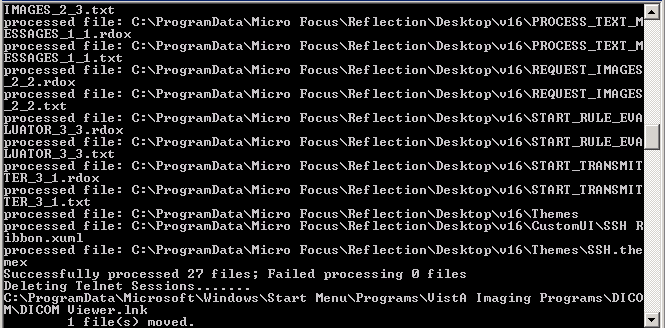 IMAGES_2_3.txt
processed file: C:\ProgramData\Micro Focus\Reflection\Desktop\v16\PROCESS_TEXT_M
ESSAGES_1_1.rdox
processed file: C:\ProgramData\Micro Focus\Reflection\Desktop\v16\PROCESS_TEXT_M
ESSAGES_1_1.txt
processed file: C:\ProgramData\Micro Focus\Reflection\Desktop\v16\REQUEST_IMAGES
_2_2.rdox
processed file: C:\ProgramData\Micro Focus\Reflection\Desktop\v16\REQUEST_IMAGES
_2_2.txt
processed file: C:\ProgramData\Micro Focus\Reflection\Desktop\v16\START_RULE_EVA
LUATOR_3_3.rdox
processed file: C:\ProgramData\Micro Focus\Reflection\Desktop\v16\START_RULE_EVA
LUATOR_3_3.txt
processed file: C:\ProgramData\Micro Focus\Reflection\Desktop\v16\START_TRANSMIT
TER_3_1.rdox
processed file: C:\ProgramData\Micro Focus\Reflection\Desktop\v16\START_TRANSMIT
TER_3_1.txt
processed file: C:\ProgramData\Micro Focus\Reflection\Desktop\v16\Themes
processed file: C:\ProgramData\Micro Focus\Reflection\Desktop\v16\CustomUI\SSH R
ibbon.xuml
processed file: C:\ProgramData\Micro Focus\Reflection\Desktop\v16\Themes\SSH.the
mex
Successfully processed 27 files; Failed processing 0 files
Deleting Telnet Sessions.......
C:\ProgramData\Microsoft\Windows\Start Menu\Programs\VistA Imaging Programs\DICO
M\DICOM Viewer.lnk
        1 file(s) moved.